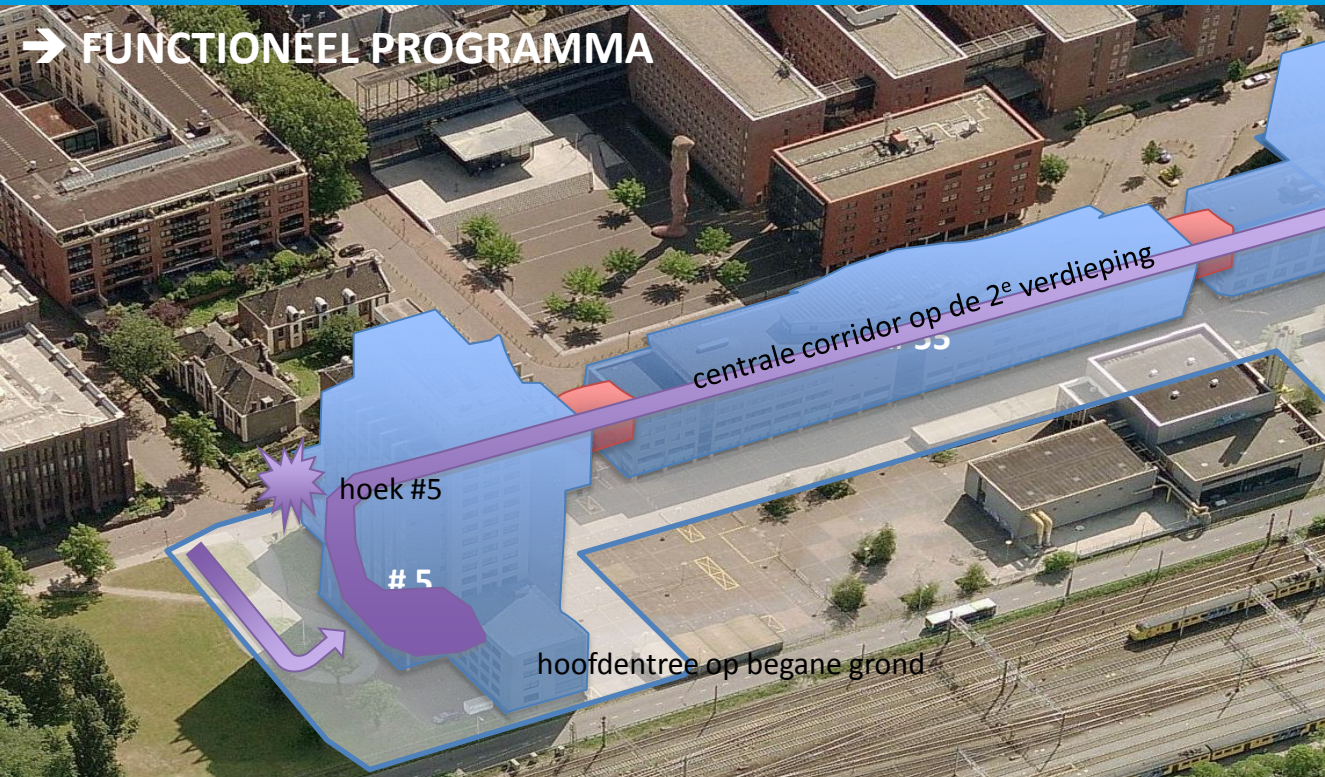 → FUNCTIONEEL PROGRAMMA
centrale corridor op de 2e verdieping
hoek #5
# 5
hoofdentree op begane grond